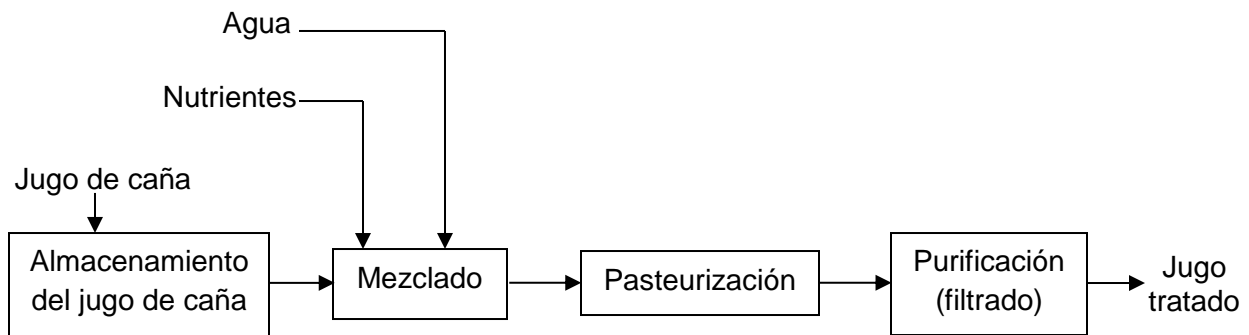 Agua
Nutrientes
Jugo de caña
Almacenamiento
del jugo de caña
Mezclado
Pasteurización
Purificación
(filtrado)
Jugo
tratado